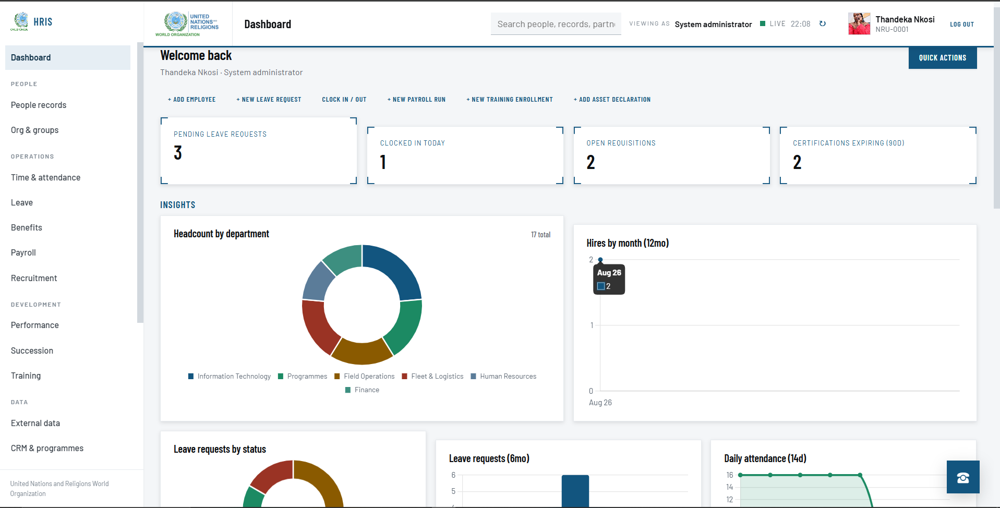 WORLD ORGA
HRIS
UNITED
NATIONS AND
RELIGIONS
WORLD ORGANIZATION
Dashboard
Search people, records, partn
VIEWING AS System administrator
LIVE 22:08 ↻
Thandeka Nkosi
NRU-0001
LOG OUT
Dashboard
PEOPLE
People records
Org & groups
OPERATIONS
Time & attendance
Leave
Benefits
Payroll
Recruitment
DEVELOPMENT
Performance
Succession
Training
DATA
External data
CRM & programmes
United Nations and Religions World
Organization
Welcome back
Thandeka Nkosi · System administrator
QUICK ACTIONS
+ ADD EMPLOYEE
+ NEW LEAVE REQUEST
CLOCK IN / OUT
+ NEW PAYROLL RUN
+ NEW TRAINING ENROLLMENT
+ ADD ASSET DECLARATION
PENDING LEAVE REQUESTS
3
CLOCKED IN TODAY
1
OPEN REQUISITIONS
2
CERTIFICATIONS EXPIRING (90D)
2
INSIGHTS
Headcount by department
17 total
Information Technology Programmes Field Operations Fleet & Logistics Human Resources
Finance
Hires by month (12mo)
2
Aug 26
2
1
0
Aug 26
Leave requests by status
Leave requests (6mo)
6
5
Daily attendance (14d)
16
14
12